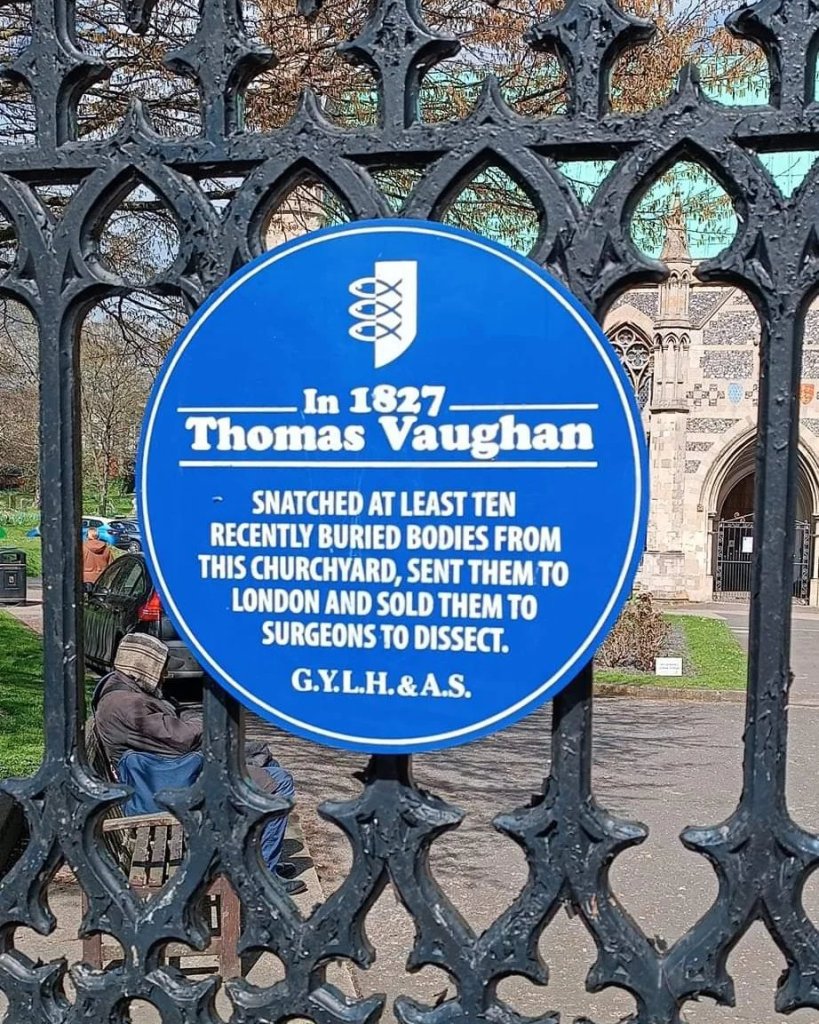 In 1827
Thomas Vaughan
SNATCHED AT LEAST TEN
RECENTLY BURIED BODIES FROM
THIS CHURCHYARD, SENT THEM TO
LONDON AND SOLD THEM TO
SURGEONS TO DISSECT.
G.Y.L.H. & A.S.